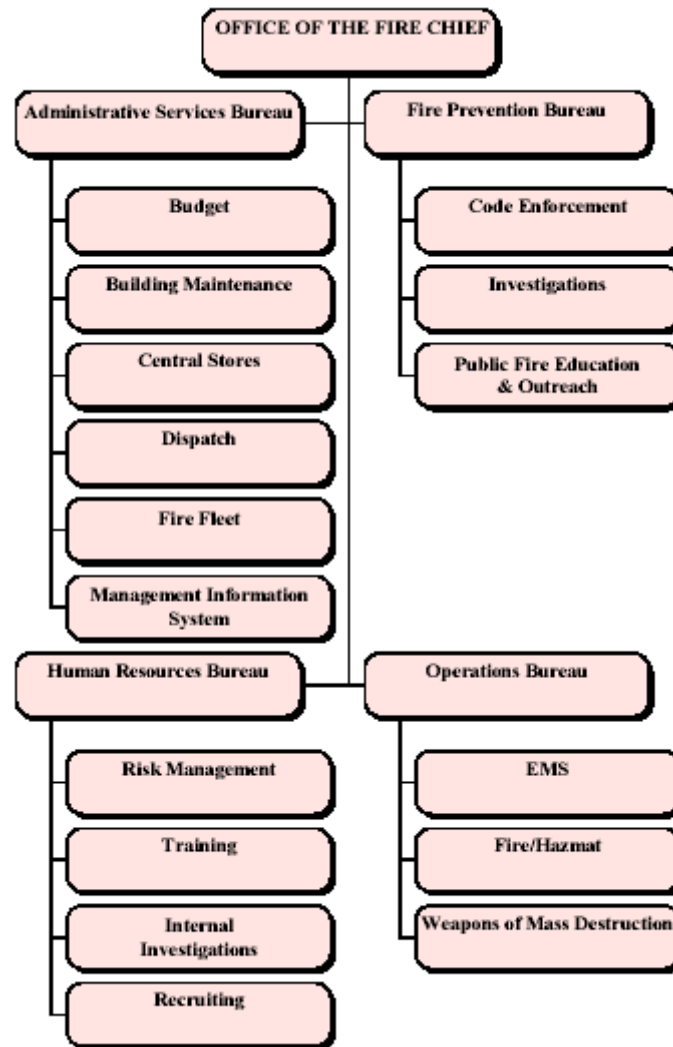 OFFICE OF THE FIRE CHIEF
Administrative Services Bureau
Budget
Building Maintenance
Central Stores
Dispatch
Fire Fleet
Management Information
System
Fire Prevention Bureau
Code Enforcement
Investigations
Public Fire Education
& Outreach
Human Resources Bureau
Risk Management
Training
Internal
Investigations
Recruiting
Operations Bureau
EMS
Fire/Hazmat
Weapons of Mass Destruction